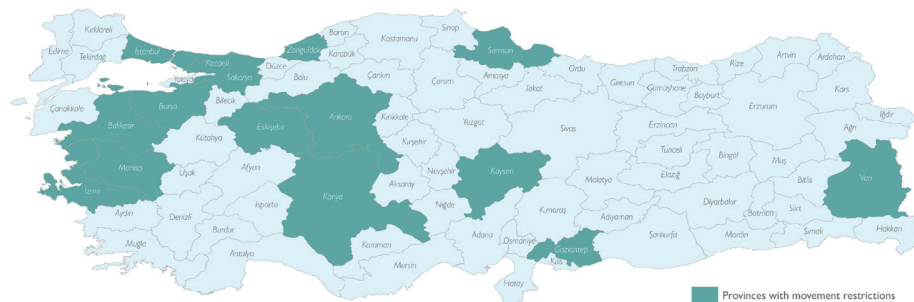 Kırklareli
Edirne
Tekirdağ
İstanbul
Kocaeli
Yalova
Sakarya
Zonguldak
Bartın
Karabük
Düzce
Bolu
Kastamonu
Çankırı
Sinop
Samsun
Çorum
Amasya
Tokat
Ordu
Giresun
Gümüşhane
Trabzon
Bayburt
Rize
Artvin
Ardahan
Kars
Iğdır
Erzurum
Ağrı
Çanakkale
Balıkesir
Bursa
Bilecik
Kütahya
Eskişehir
Ankara
Kırıkkale
Kırşehir
Yozgat
Sivas
Erzincan
Tunceli
Bingöl
Muş
Elazığ
Bitlis
Van
Manisa
İzmir
Uşak
Afyon
Konya
Aksaray
Nevşehir
Niğde
Kayseri
Malatya
K.maraş
Adıyaman
Diyarbakır
Batman
Siirt
Şırnak
Hakkari
Aydın
Denizli
Isparta
Burdur
Muğla
Antalya
Karaman
Mersin
Adana
Osmaniye
Gaziantep
Kilis
Hatay
Şanlıurfa
Mardin
Provinces with movement restrictions